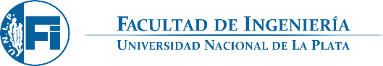 U.N.L.P.
Fi
FACULTAD DE INGENIERÍA
UNIVERSIDAD NACIONAL DE LA PLATA